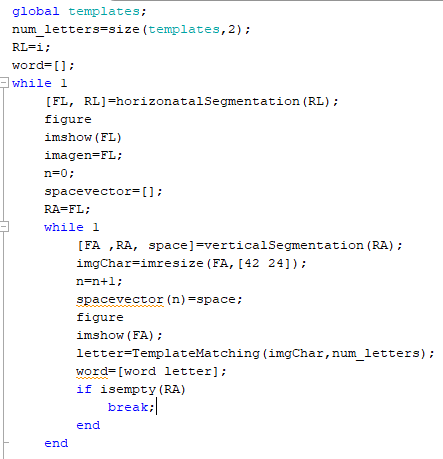 global templates;
num_letters=size(templates,2);
RL=i;
word=[];
while 1
[FL, RL]=horizonatalSegmentation(RL);
figure
imshow(FL)
imagen=FL;
n=0;
spacevector=[];
RA=FL;
while 1
[FA ,RA, space]=verticalSegmentation(RA);
imgChar=imresize(FA,[42 24]);
n=n+1;
spacevector(n)=space;
figure
imshow(FA);
letter=TemplateMatching(imgChar,num_letters);
word=[word letter];
if isempty(RA)
break;
end
end